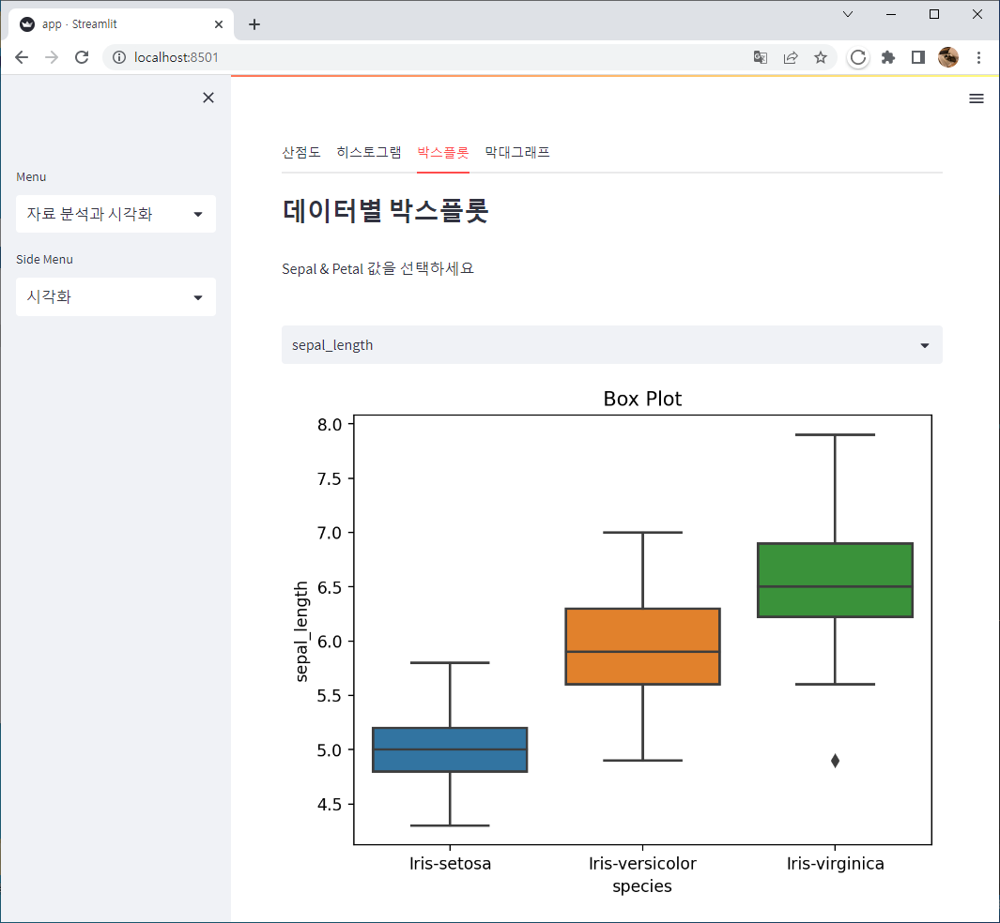 app · Streamlit
localhost:8501
Menu
자료 분석과 시각화
Side Menu
시각화
산점도 히스토그램 박스플롯 막대그래프
데이터별 박스플롯
Sepal & Petal 값을 선택하세요
sepal_length
Box Plot
8.0
7.5
7.0
6.5
6.0
5.5
5.0
4.5
sepal_length
Iris-setosa Iris-versicolor Iris-virginica
species